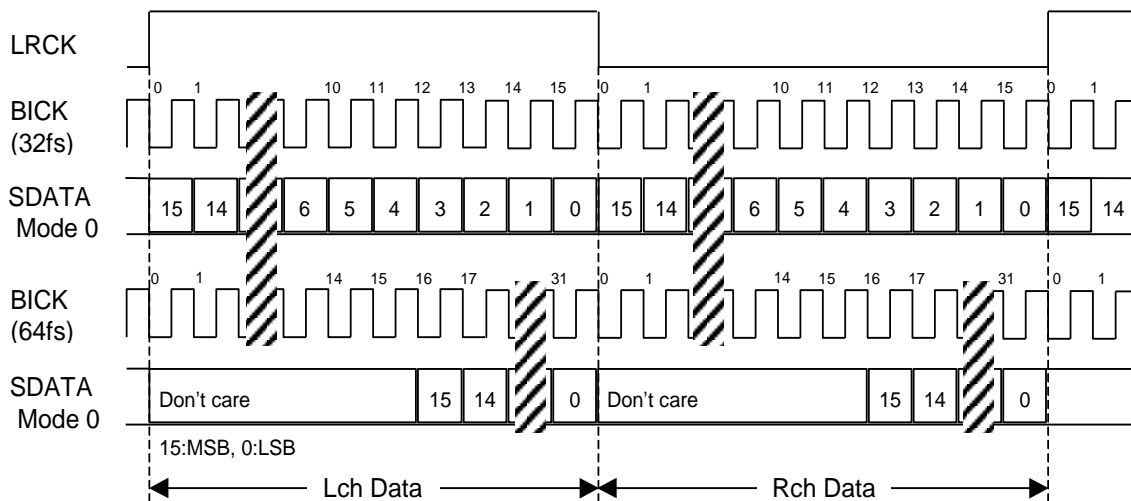 LRCK
0 1 10 11 12 13 14 15 0 1 10 11 12 13 14 15 0 1
BICK
(32fs)
SDATA
Mode 0
15 14 6 5 4 3 2 1 0 15 14 6 5 4 3 2 1 0 15 14
0 1 14 15 16 17 31 0 1 14 15 16 17 31 0 1
BICK
(64fs)
SDATA
Mode 0
Don't care 15 14 0 Don't care 15 14 0
15:MSB, 0:LSB
Lch Data Rch Data